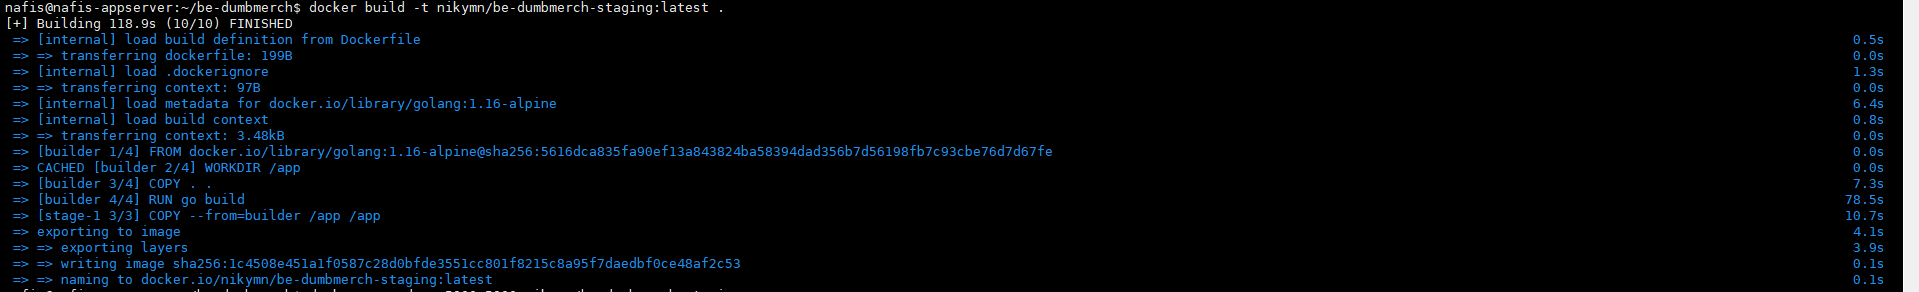 nafis@nafis-appserver:~/be-dumbmerch$ docker build -t nikymn/be-dumbmerch-staging:latest .
[+] Building 118.9s (10/10) FINISHED
=> [internal] load build definition from Dockerfile 0.5s
=> => transferring dockerfile: 199B 0.0s
=> [internal] load .dockerignore 1.3s
=> => transferring context: 97B 0.0s
=> [internal] load metadata for docker.io/library/golang:1.16-alpine 6.4s
=> [internal] load build context 0.8s
=> => transferring context: 3.48kB 0.0s
=> [builder 1/4] FROM docker.io/library/golang:1.16-alpine@sha256:5616dca835fa90ef13a843824ba58394dad356b7d56198fb7c93cbe76d7d67fe 0.0s
=> CACHED [builder 2/4] WORKDIR /app 0.0s
=> [builder 3/4] COPY . . 7.3s
=> [builder 4/4] RUN go build 78.5s
=> [stage-1 3/3] COPY --from=builder /app /app 10.7s
=> exporting to image 4.1s
=> => exporting layers 3.9s
=> => writing image sha256:1c4508e451a1f0587c28d0bfde3551cc801f8215c8a95f7daedbf0ce48af2c53 0.1s
=> => naming to docker.io/nikymn/be-dumbmerch-staging:latest 0.1s